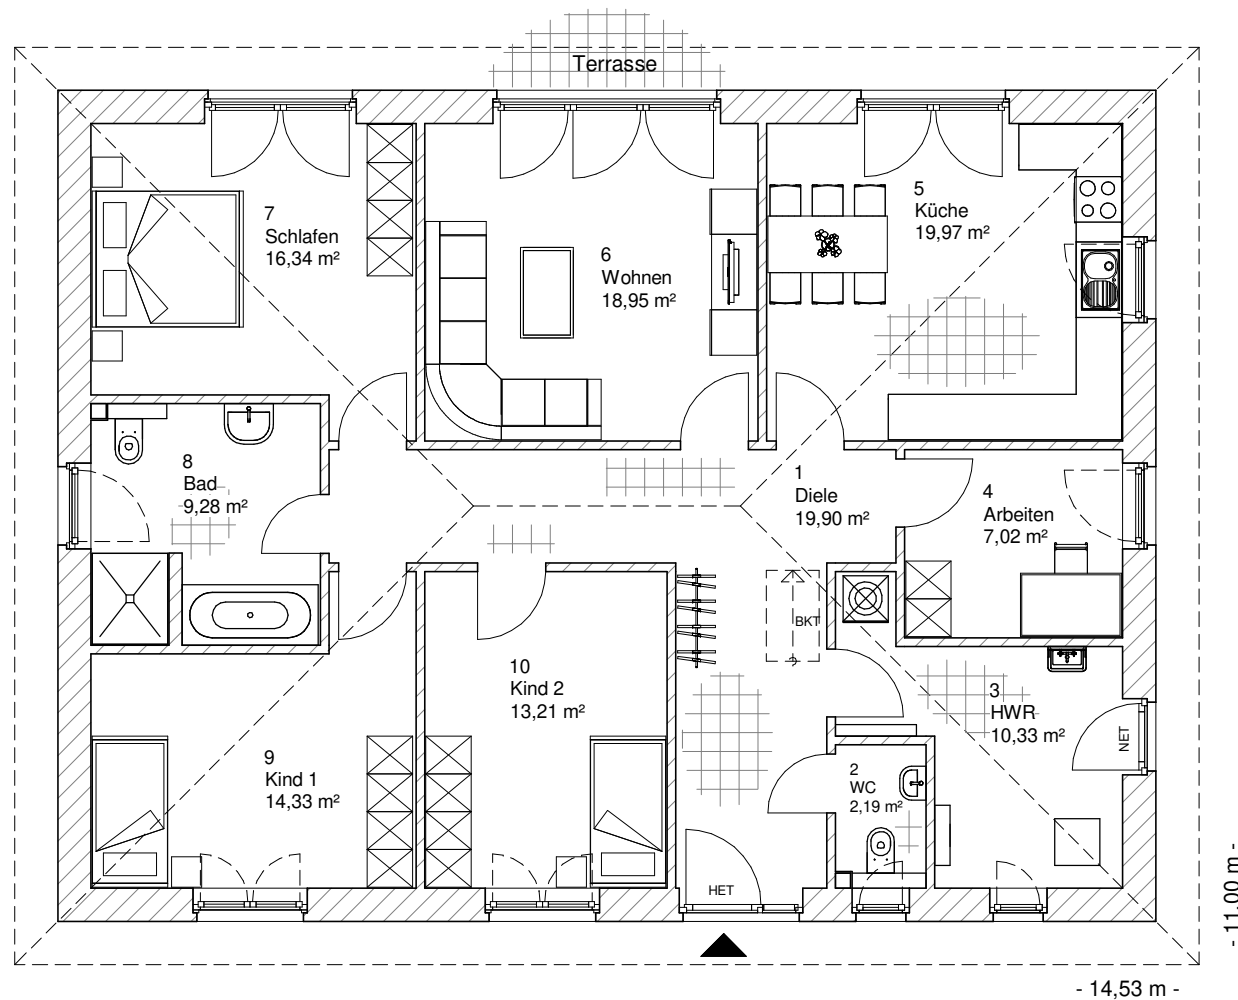 Terrasse
7
Schlafen
16,34 m²
6
Wohnen
18,95 m²
5
Küche
19,97 m²
8
Bad
9,28 m²
1
Diele
19,90 m²
4
Arbeiten
7,02 m²
BKT
10
Kind 2
13,21 m²
3
HWR
10,33 m²
NET
9
Kind 1
14,33 m²
2
WC
2,19 m²
HET
- 11,00 m -
- 14,53 m -